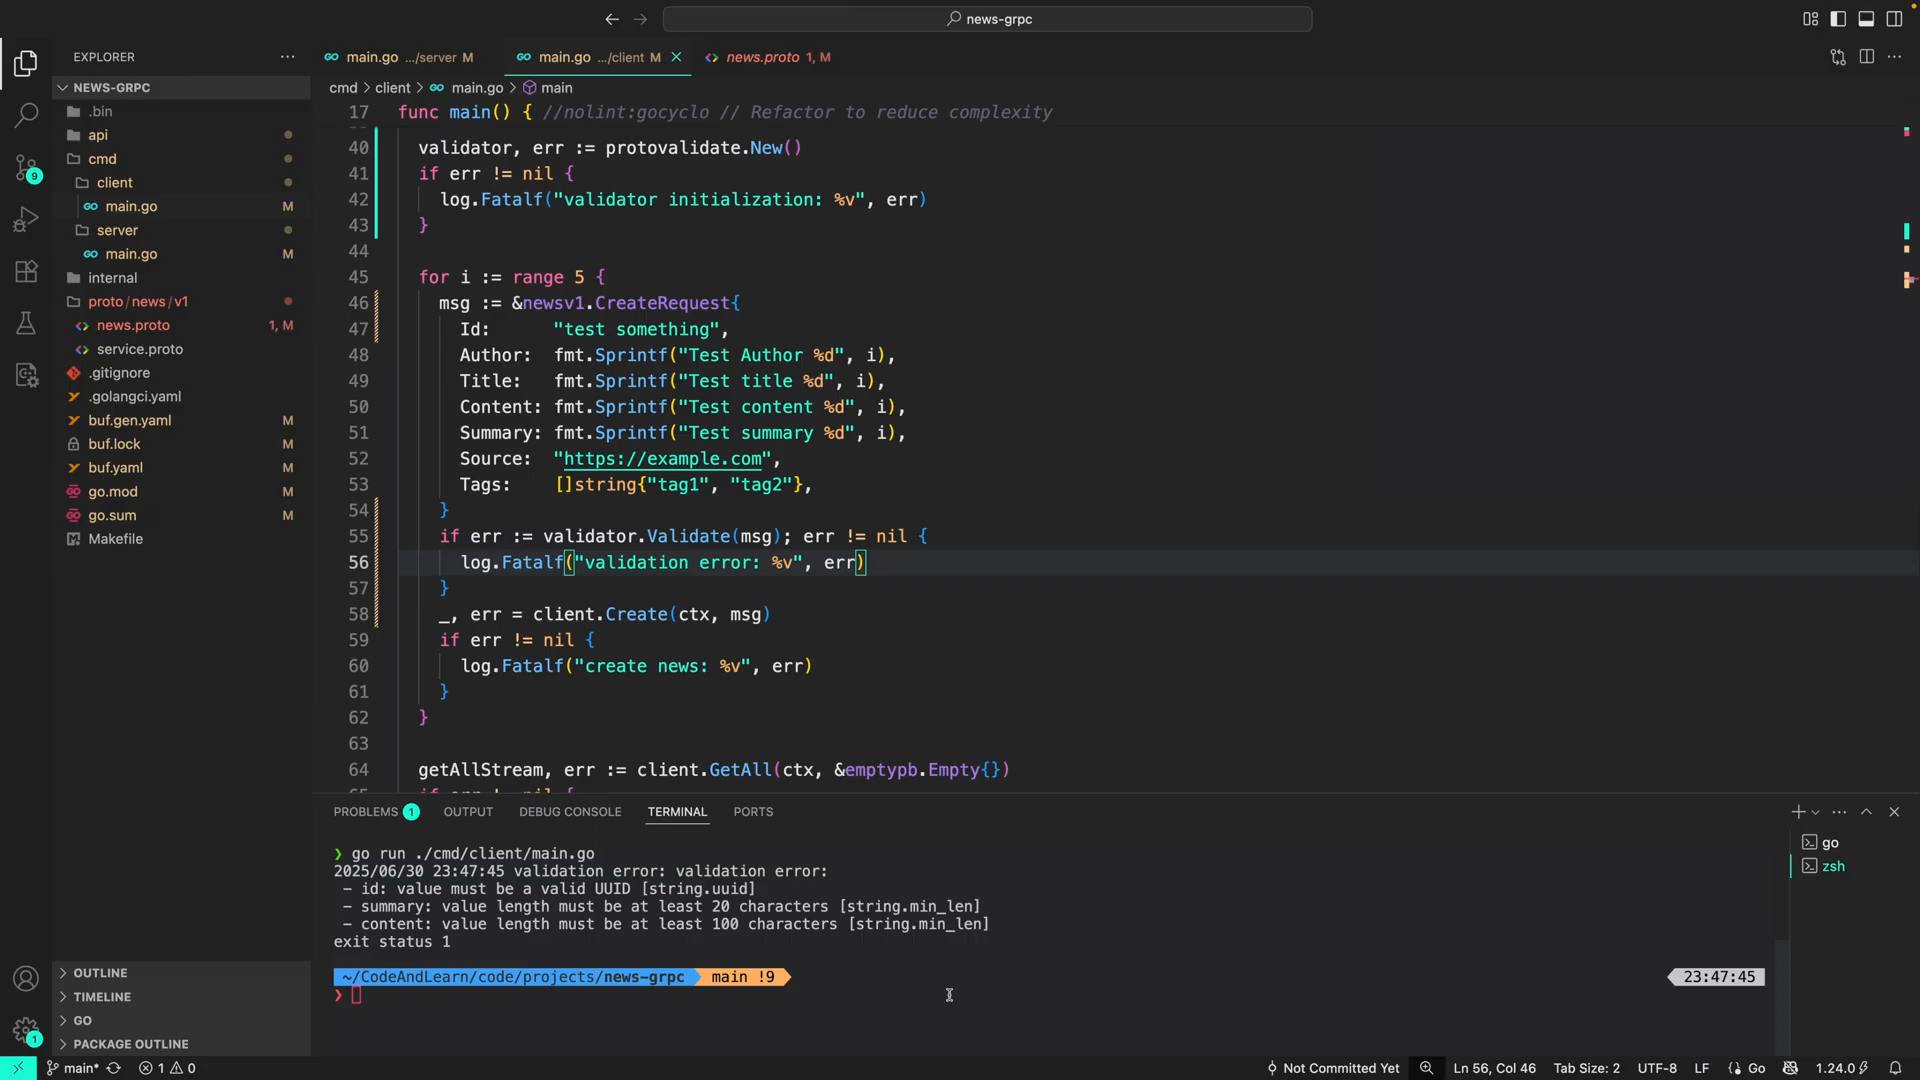 news-grpc
EXPLORER
NEWS-GRPC
.bin
api
cmd
client
main.go M
server
main.go M
internal
proto/news/v1
news.proto 1, M
service.proto
.gitignore
.golangci.yaml
buf.gen.yaml M
buf.lock M
buf.yaml M
go.mod M
go.sum M
Makefile
OUTLINE
TIMELINE
GO
PACKAGE OUTLINE
9
1
main.go .../server M
main.go .../client M
news.proto 1, M
cmd > client > main.go > main
17 func main() { //nolint:gocyclo // Refactor to reduce complexity
40 validator, err := protovalidate.New()
41 if err != nil {
42 log.Fatalf("validator initialization: %v", err)
43 }
44
45 for i := range 5 {
46 msg := &newsv1.CreateRequest{
47 Id: "test something",
48 Author: fmt.Sprintf("Test Author %d", i),
49 Title: fmt.Sprintf("Test title %d", i),
50 Content: fmt.Sprintf("Test content %d", i),
51 Summary: fmt.Sprintf("Test summary %d", i),
52 Source: "https://example.com",
53 Tags: []string{"tag1", "tag2"},
54 }
55 if err := validator.Validate(msg); err != nil {
56 log.Fatalf("validation error: %v", err)
57 }
58 _, err = client.Create(ctx, msg)
59 if err != nil {
60 log.Fatalf("create news: %v", err)
61 }
62 }
63
64 getAllStream, err := client.GetAll(ctx, &emptypb.Empty{})
PROBLEMS 1 OUTPUT DEBUG CONSOLE TERMINAL PORTS
❯ go run ./cmd/client/main.go
2025/06/30 23:47:45 validation error: validation error:
- id: value must be a valid UUID [string.uuid]
- summary: value length must be at least 20 characters [string.min_len]
- content: value length must be at least 100 characters [string.min_len]
exit status 1
~/CodeAndLearn/code/projects/news-grpc main !9 23:47:45
❯
go
zsh
main* 1 0 Not Committed Yet Ln 56, Col 46 Tab Size: 2 UTF-8 LF Go 1.24.0